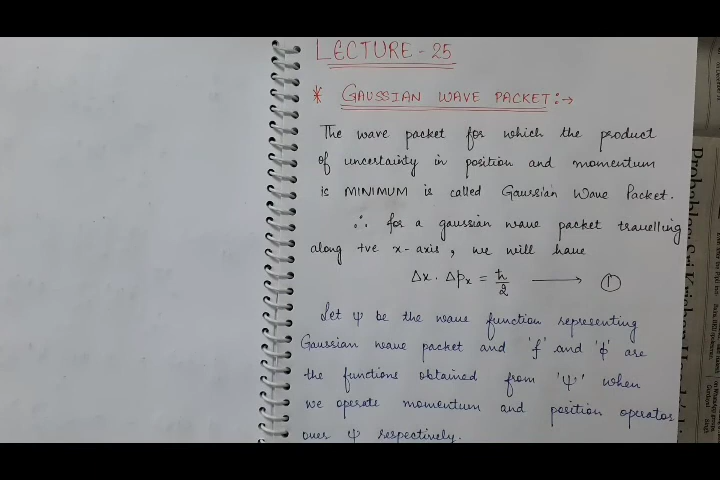 LECTURE - 25
* GAUSSIAN WAVE PACKET :→
The wave packet for which the product
of uncertainty in position and momentum
is MINIMUM is called Gaussian Wave Packet.
∴ for a gaussian wave packet travelling
along +ve x-axis, we will have
Δx . Δpₓ = ħ/2 ⟶ ①
Let ψ be the wave function representing
Gaussian wave packet and 'f' and 'ϕ' are
the functions obtained from 'ψ' when
we operate momentum and position operator
over ψ respectively.